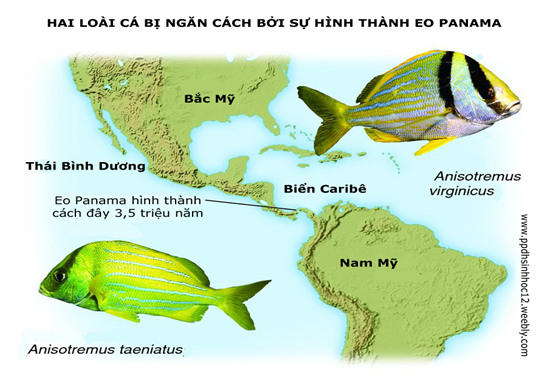 HAI LOÀI CÁ BỊ NGĂN CÁCH BỞI SỰ HÌNH THÀNH EO PANAMA
Bắc Mỹ
Thái Bình Dương
Anisotremus
virginicus
Biển Caribê
Eo Panama hình thành
cách đây 3,5 triệu năm
Nam Mỹ
Anisotremus taeniatus
www.ppdhsinhhoc12.weebly.com